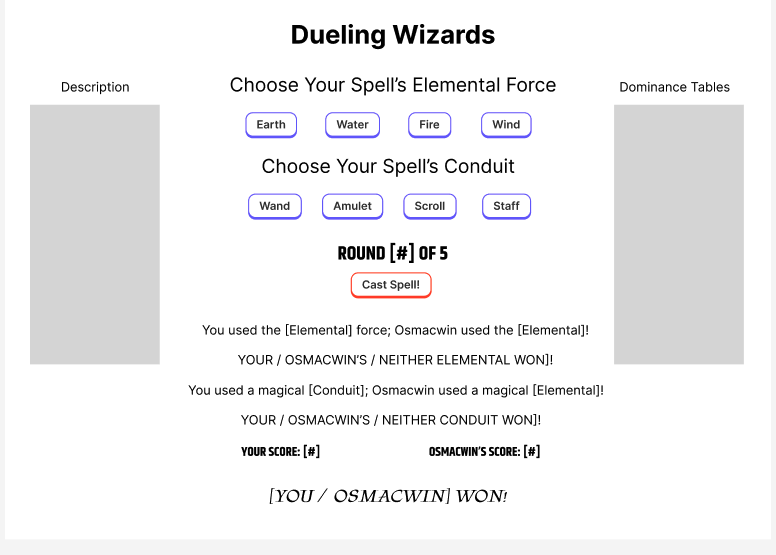 Dueling Wizards
Description
Choose Your Spell's Elemental Force
Dominance Tables
Earth Water Fire Wind
Choose Your Spell's Conduit
Wand Amulet Scroll Staff
ROUND [#] OF 5
Cast Spell!
You used the [Elemental] force; Osmacwin used the [Elemental]!
YOUR / OSMACWIN'S / NEITHER ELEMENTAL WON]!
You used a magical [Conduit]; Osmacwin used a magical [Elemental]!
YOUR / OSMACWIN'S / NEITHER CONDUIT WON]!
YOUR SCORE: [#] OSMACWIN'S SCORE: [#]
[YOU / OSMACWIN] WON!